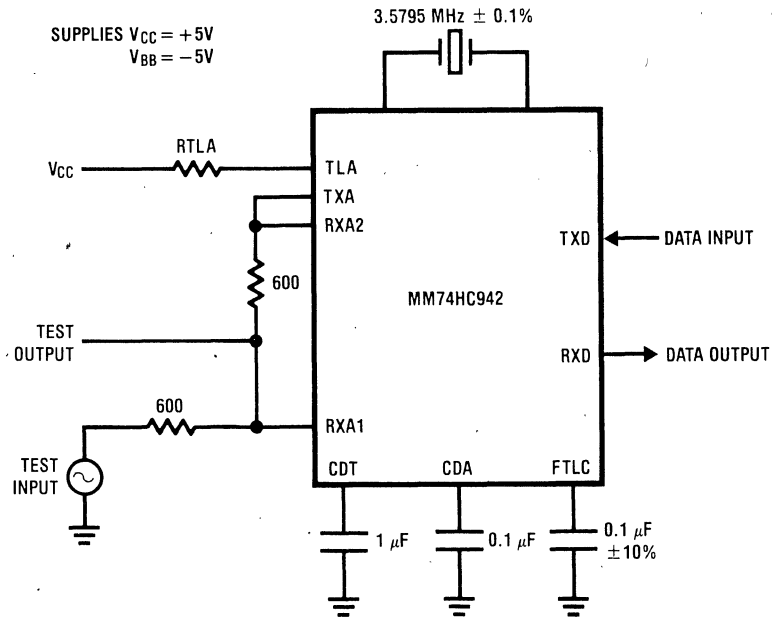 3.5795 MHz ± 0.1%
SUPPLIES VCC = +5V
VBB = −5V
RTLA
VCC
TLA
TXA
RXA2
TXD
DATA INPUT
600
MM74HC942
TEST
OUTPUT
RXD
DATA OUTPUT
600
RXA1
TEST
INPUT
CDT
CDA
FTLC
1 µF
0.1 µF
0.1 µF
±10%